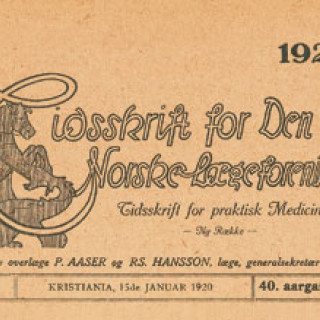 192
Tidsskrift for Den
Norske Lægeforeni
Tidsskrift for praktisk Medicin
— Ny Række —
overlæge P. AASER og RS. HANSSON, læge, generalsekretær
KRISTIANIA, 15de JANUAR 1920
40. aarga